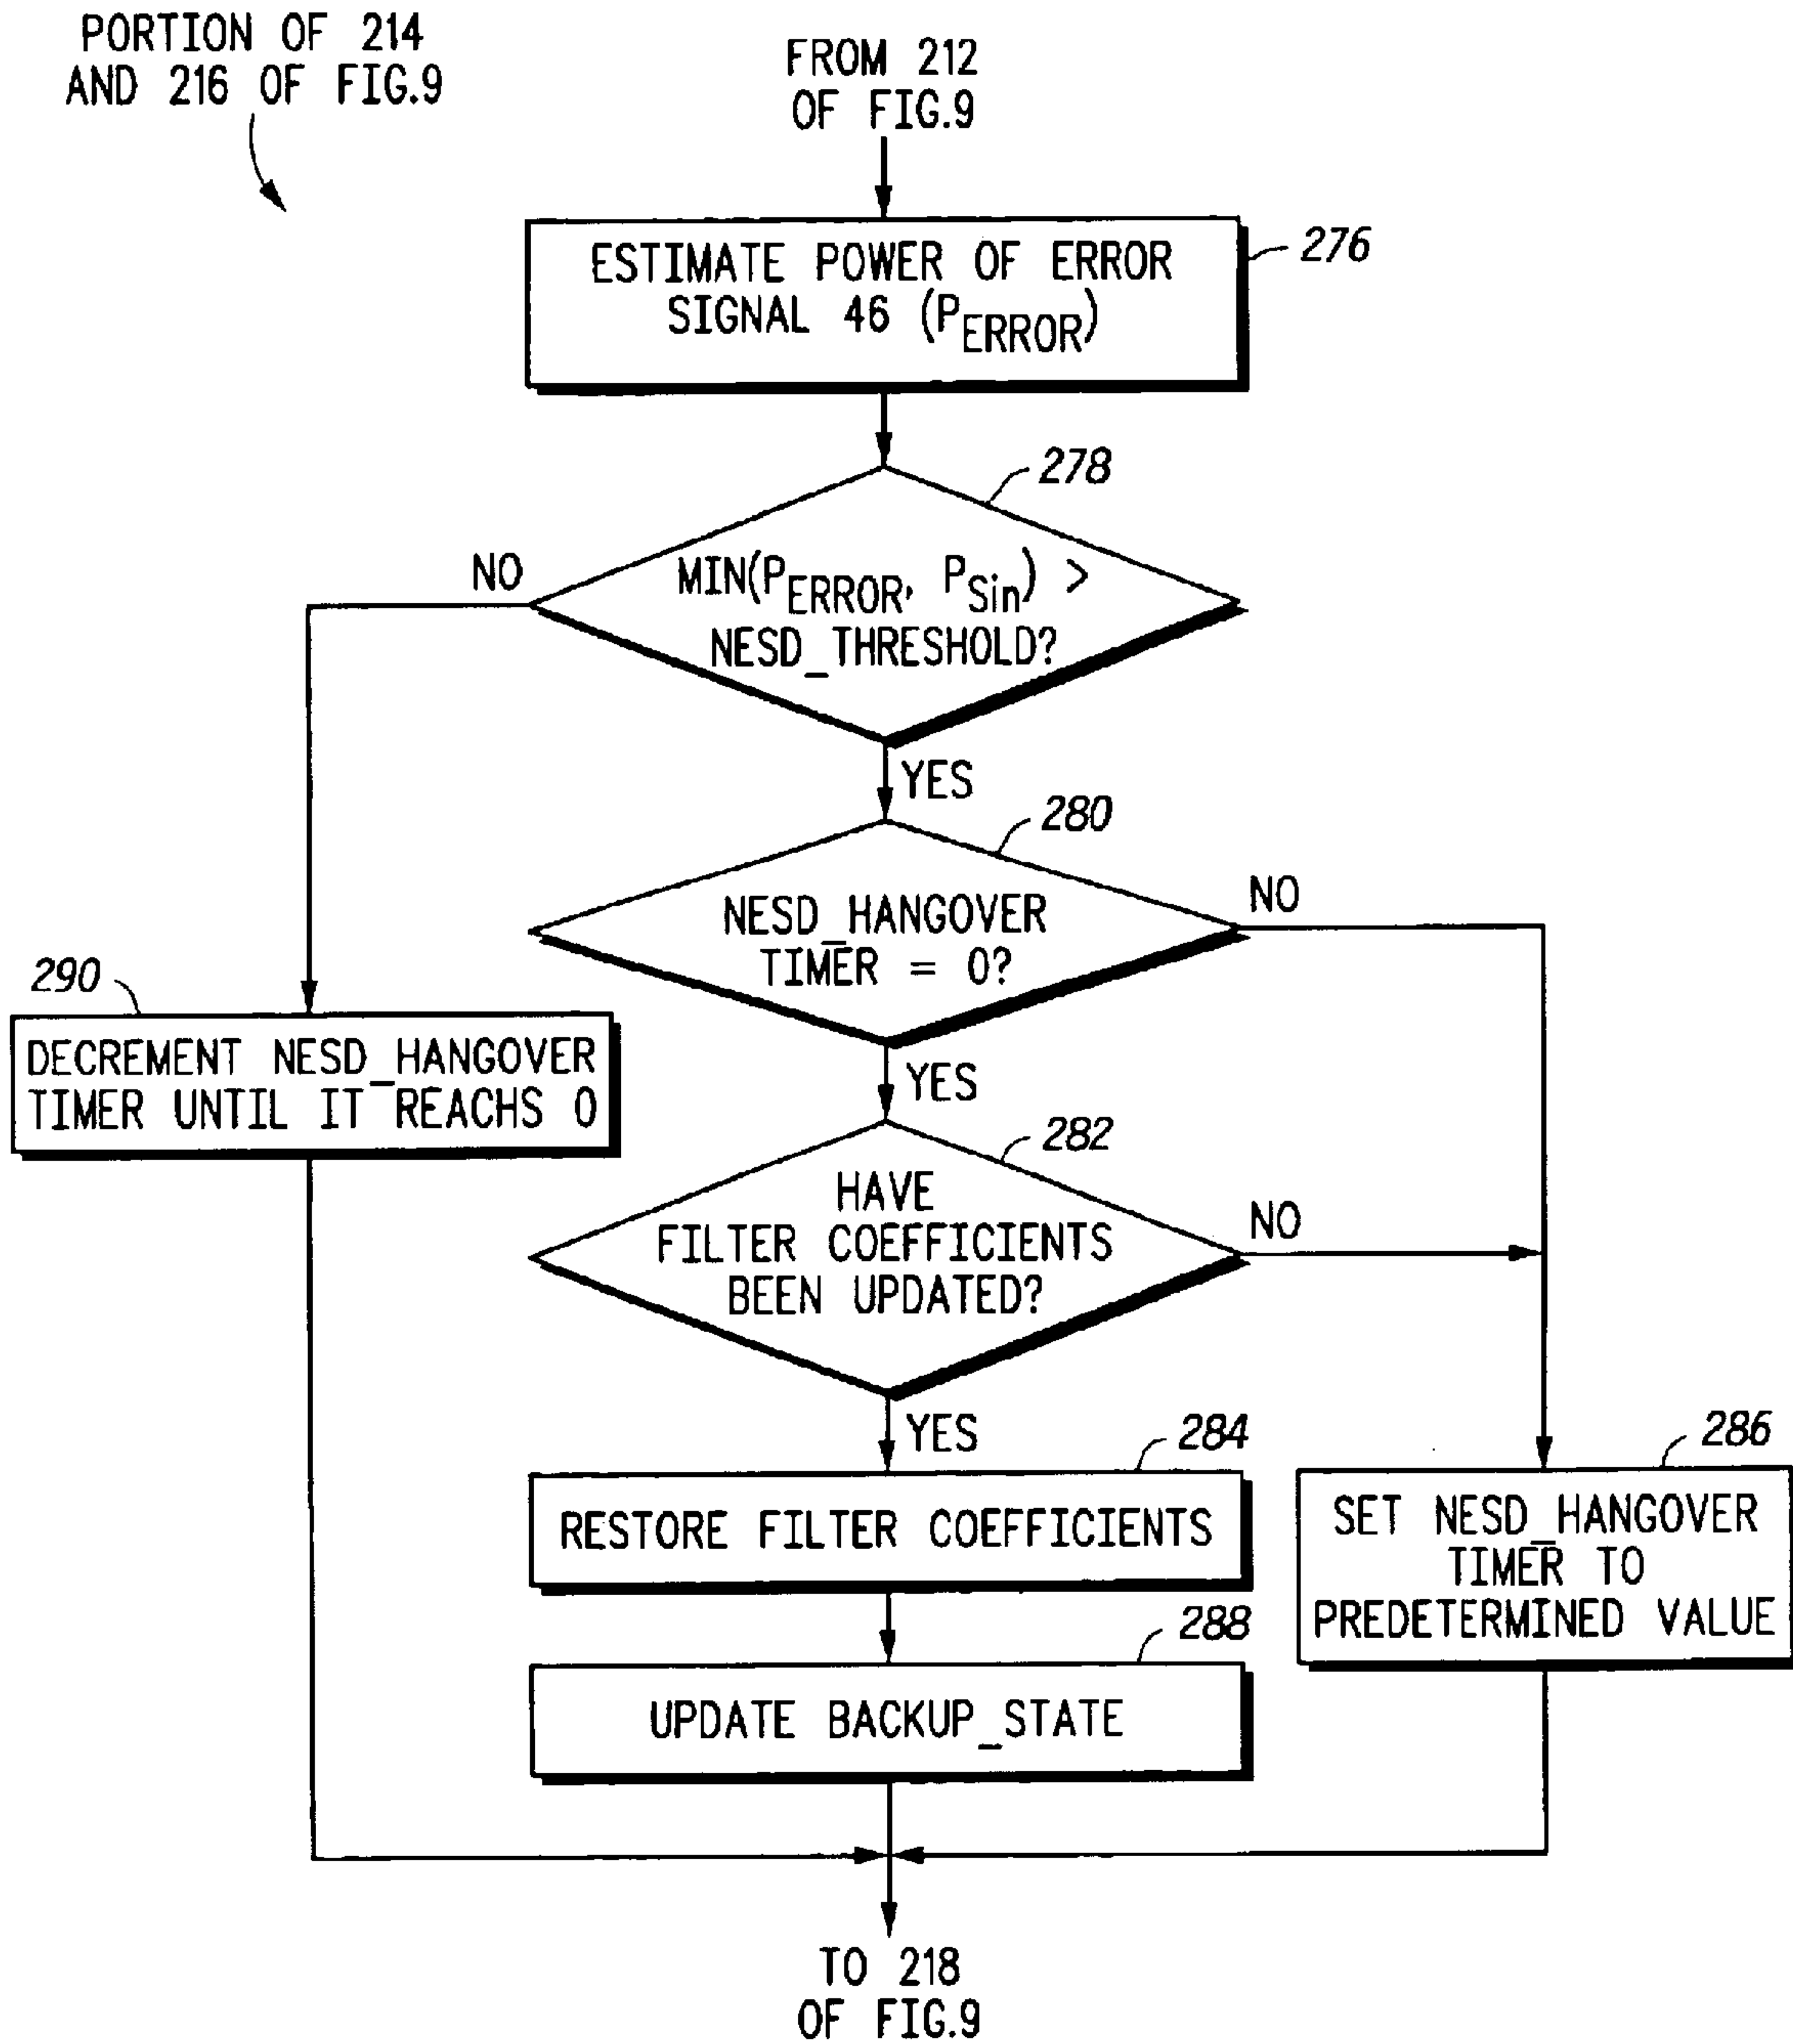 PORTION OF 214
AND 216 OF FIG.9
FROM 212
OF FIG.9
ESTIMATE POWER OF ERROR
SIGNAL 46 (PERROR)
276
278
MIN(PERROR, PSin) >
NESD_THRESHOLD?
NO
YES
280
NESD_HANGOVER
TIMER = 0?
NO
YES
290
DECREMENT NESD_HANGOVER
TIMER UNTIL IT REACHS 0
282
HAVE
FILTER COEFFICIENTS
BEEN UPDATED?
NO
YES
284
RESTORE FILTER COEFFICIENTS
286
SET NESD_HANGOVER
TIMER TO
PREDETERMINED VALUE
288
UPDATE BACKUP_STATE
TO 218
OF FIG.9